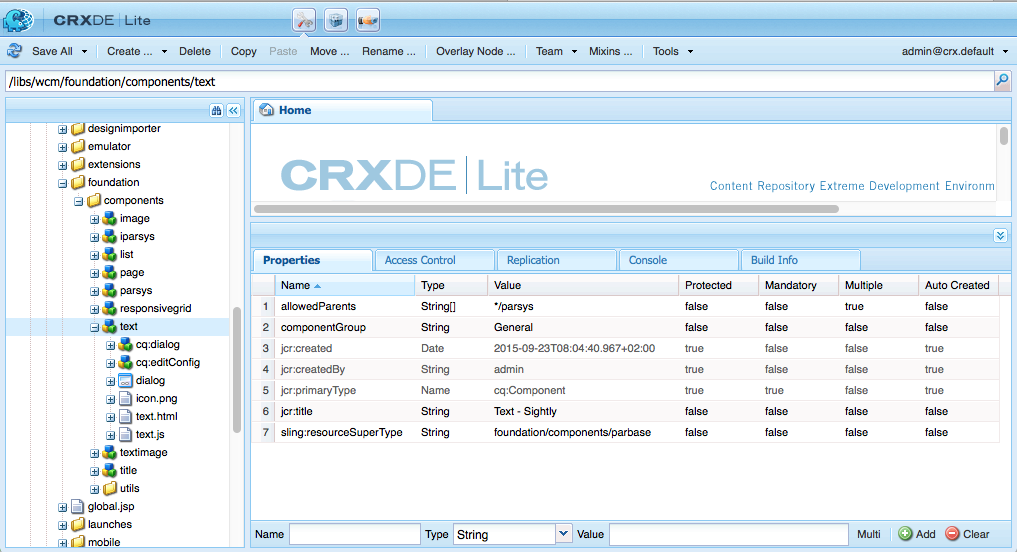 CRXDE | Lite
Save All Create ... Delete Copy Paste Move ... Rename ... Overlay Node ... Team Mixins ... Tools admin@crx.default
/libs/wcm/foundation/components/text
designimporter
emulator
extensions
foundation
components
image
iparsys
list
page
parsys
responsivegrid
text
cq:dialog
cq:editConfig
dialog
icon.png
text.html
text.js
textimage
title
utils
global.jsp
launches
mobile
Home
CRXDE | Lite
Content Repository Extreme Development Environm
Properties Access Control Replication Console Build Info
Name Type Value Protected Mandatory Multiple Auto Created
1 allowedParents String[] */parsys false false true false
2 componentGroup String General false false false false
3 jcr:created Date 2015-09-23T08:04:40.967+02:00 true false false true
4 jcr:createdBy String admin true false false true
5 jcr:primaryType Name cq:Component true true false true
6 jcr:title String Text - Sightly false false false false
7 sling:resourceSuperType String foundation/components/parbase false false false false
Name Type String Value Multi Add Clear